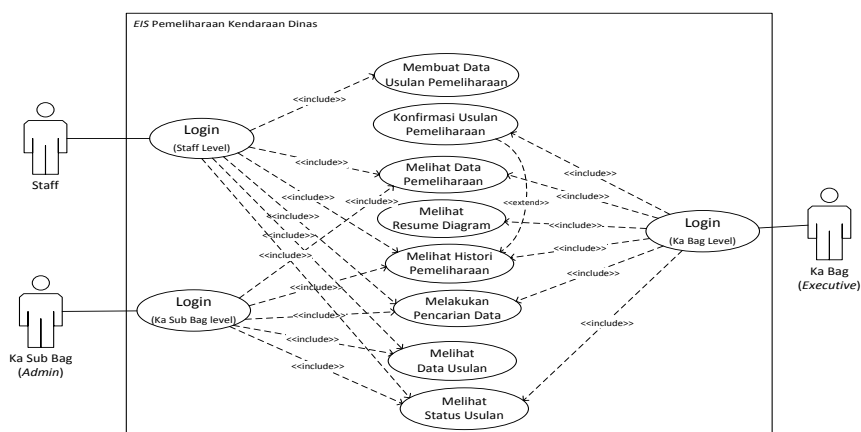 EIS Pemeliharaan Kendaraan Dinas
Membuat Data
Usulan Pemeliharaan
<<include>>
Konfirmasi Usulan
Pemeliharaan
Login
(Staff Level)
Staff
<<include>>
<<include>>
Melihat Data
Pemeliharaan
<<include>>
<<include>>
<<include>>
<<extend>>
<<include>>
Melihat
Resume Diagram
<<include>>
Login
(Ka Bag Level)
<<include>>
<<include>>
Melihat Histori
Pemeliharaan
<<include>>
Ka Bag
(Executive)
<<include>>
<<include>>
Login
(Ka Sub Bag level)
Melakukan
Pencarian Data
<<include>>
<<include>>
<<include>>
<<include>>
Ka Sub Bag
(Admin)
Melihat
Data Usulan
<<include>>
Melihat
Status Usulan